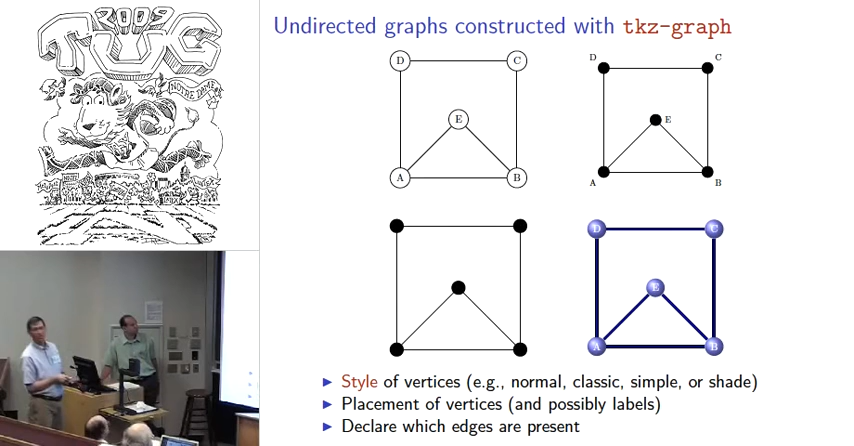 2009
TUG
NOTRE DAME
Undirected graphs constructed with tkz-graph
D C
E
A B
D C
E
A B
D C
E
A B
Style of vertices (e.g., normal, classic, simple, or shade)
Placement of vertices (and possibly labels)
Declare which edges are present